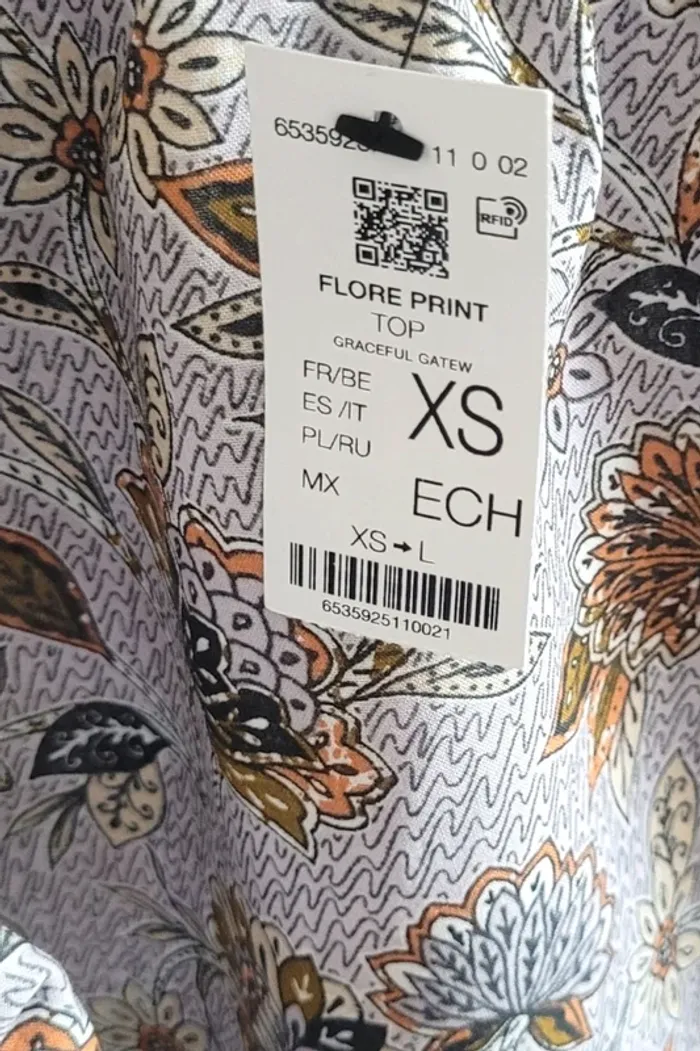 11 0 02
RFID
FLORE PRINT
TOP
GRACEFUL GATEW
FR/BE
ES /IT
PL/RU
XS
MX
ECH
XS→L
6535925110021